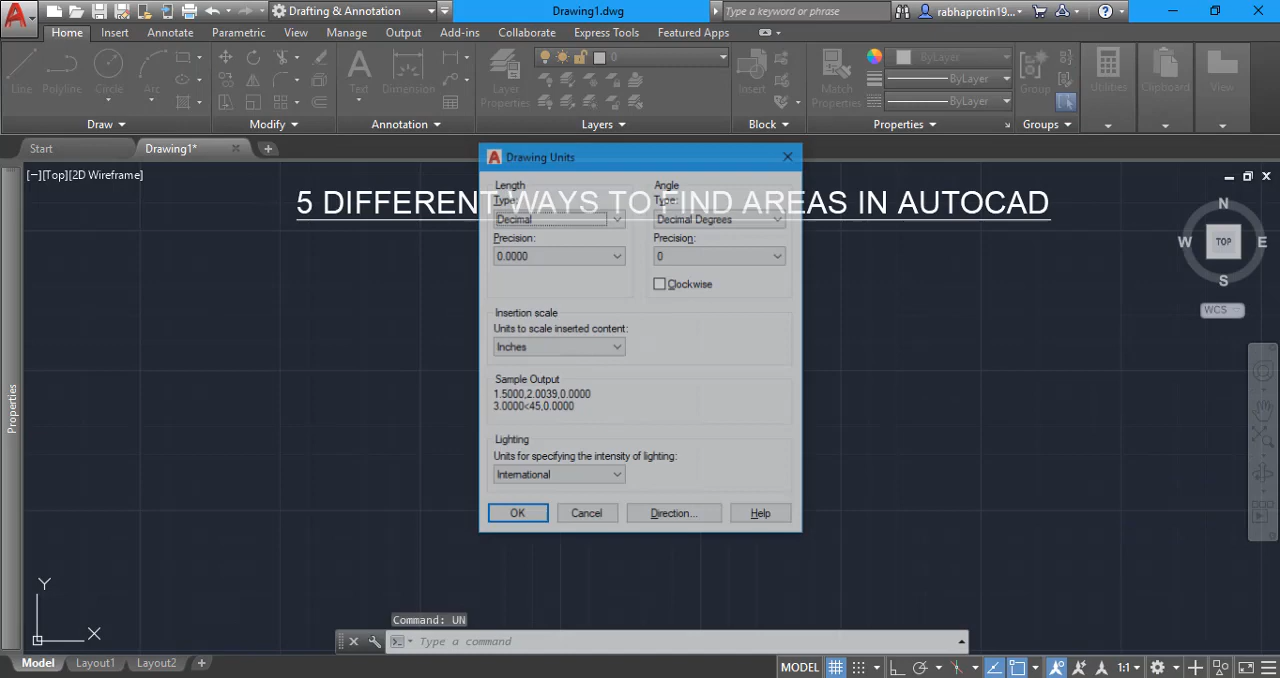 Drafting & Annotation
Drawing1.dwg
Type a keyword or phrase
rabhaprotin19...
Home Insert Annotate Parametric View Manage Output Add-ins Collaborate Express Tools Featured Apps
0
ByLayer
Line Polyline Circle Arc Text Dimension Layer Properties Insert Match Properties ByLayer Group Utilities Clipboard View
ByLayer
Draw Modify Annotation Layers Block Properties Groups
Start Drawing1*
[−][Top][2D Wireframe]
Drawing Units
5 DIFFERENT WAYS TO FIND AREAS IN AUTOCAD
Length
Type:
Decimal
Precision:
0.0000
Angle
Type:
Decimal Degrees
Precision:
0
Clockwise
Insertion scale
Units to scale inserted content:
Inches
Sample Output
1.5000,2.0039,0.0000
3.0000<45,0.0000
Lighting
Units for specifying the intensity of lighting:
International
OK Cancel Direction... Help
N
W TOP E
S
WCS
Properties
Y
X
Command: UN
Type a command
Model Layout1 Layout2
MODEL
1:1